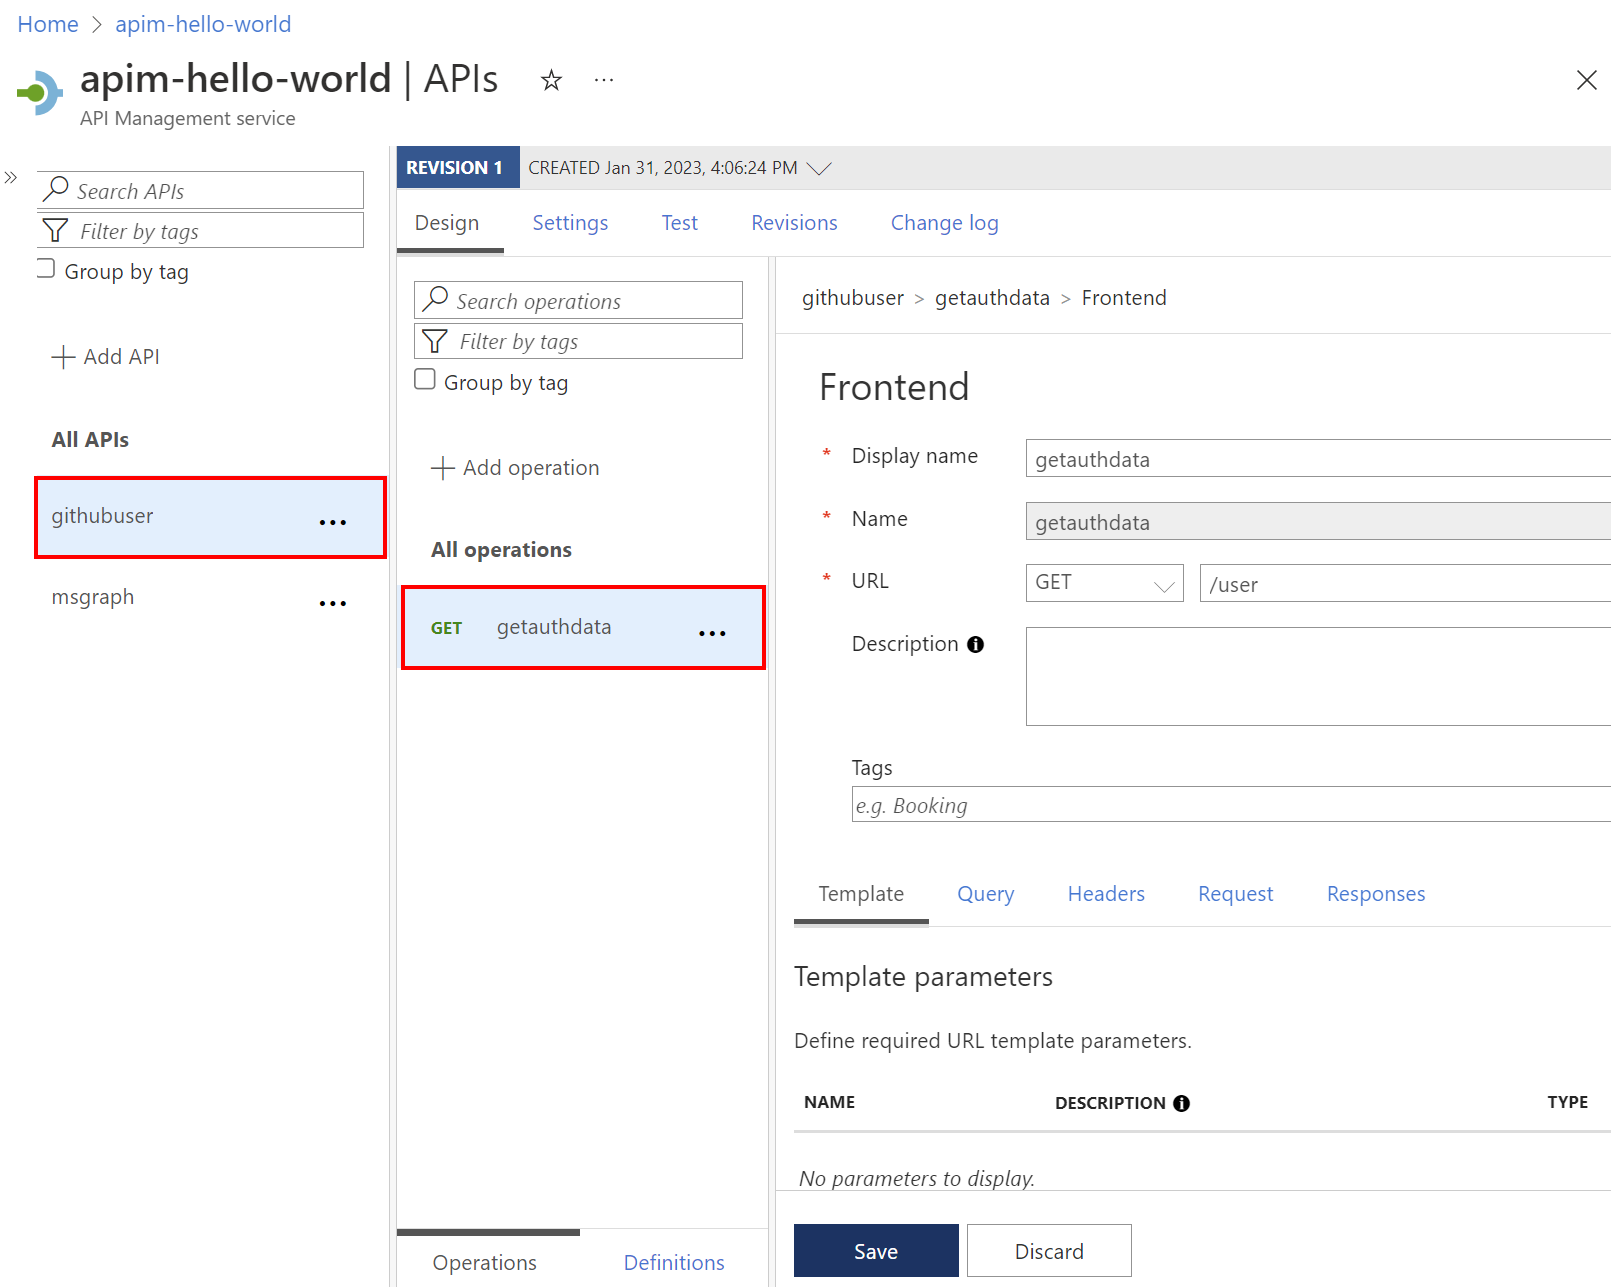 Home > apim-hello-world
apim-hello-world | APIs
API Management service
Search APIs
Filter by tags
Group by tag
+ Add API
All APIs
githubuser
msgraph
REVISION 1 CREATED Jan 31, 2023, 4:06:24 PM
Design Settings Test Revisions Change log
Search operations
Filter by tags
Group by tag
+ Add operation
All operations
GET getauthdata
Operations Definitions
githubuser > getauthdata > Frontend
Frontend
* Display name getauthdata
* Name getauthdata
* URL GET /user
Description
Tags
e.g. Booking
Template Query Headers Request Responses
Template parameters
Define required URL template parameters.
NAME DESCRIPTION TYPE
No parameters to display.
Save Discard